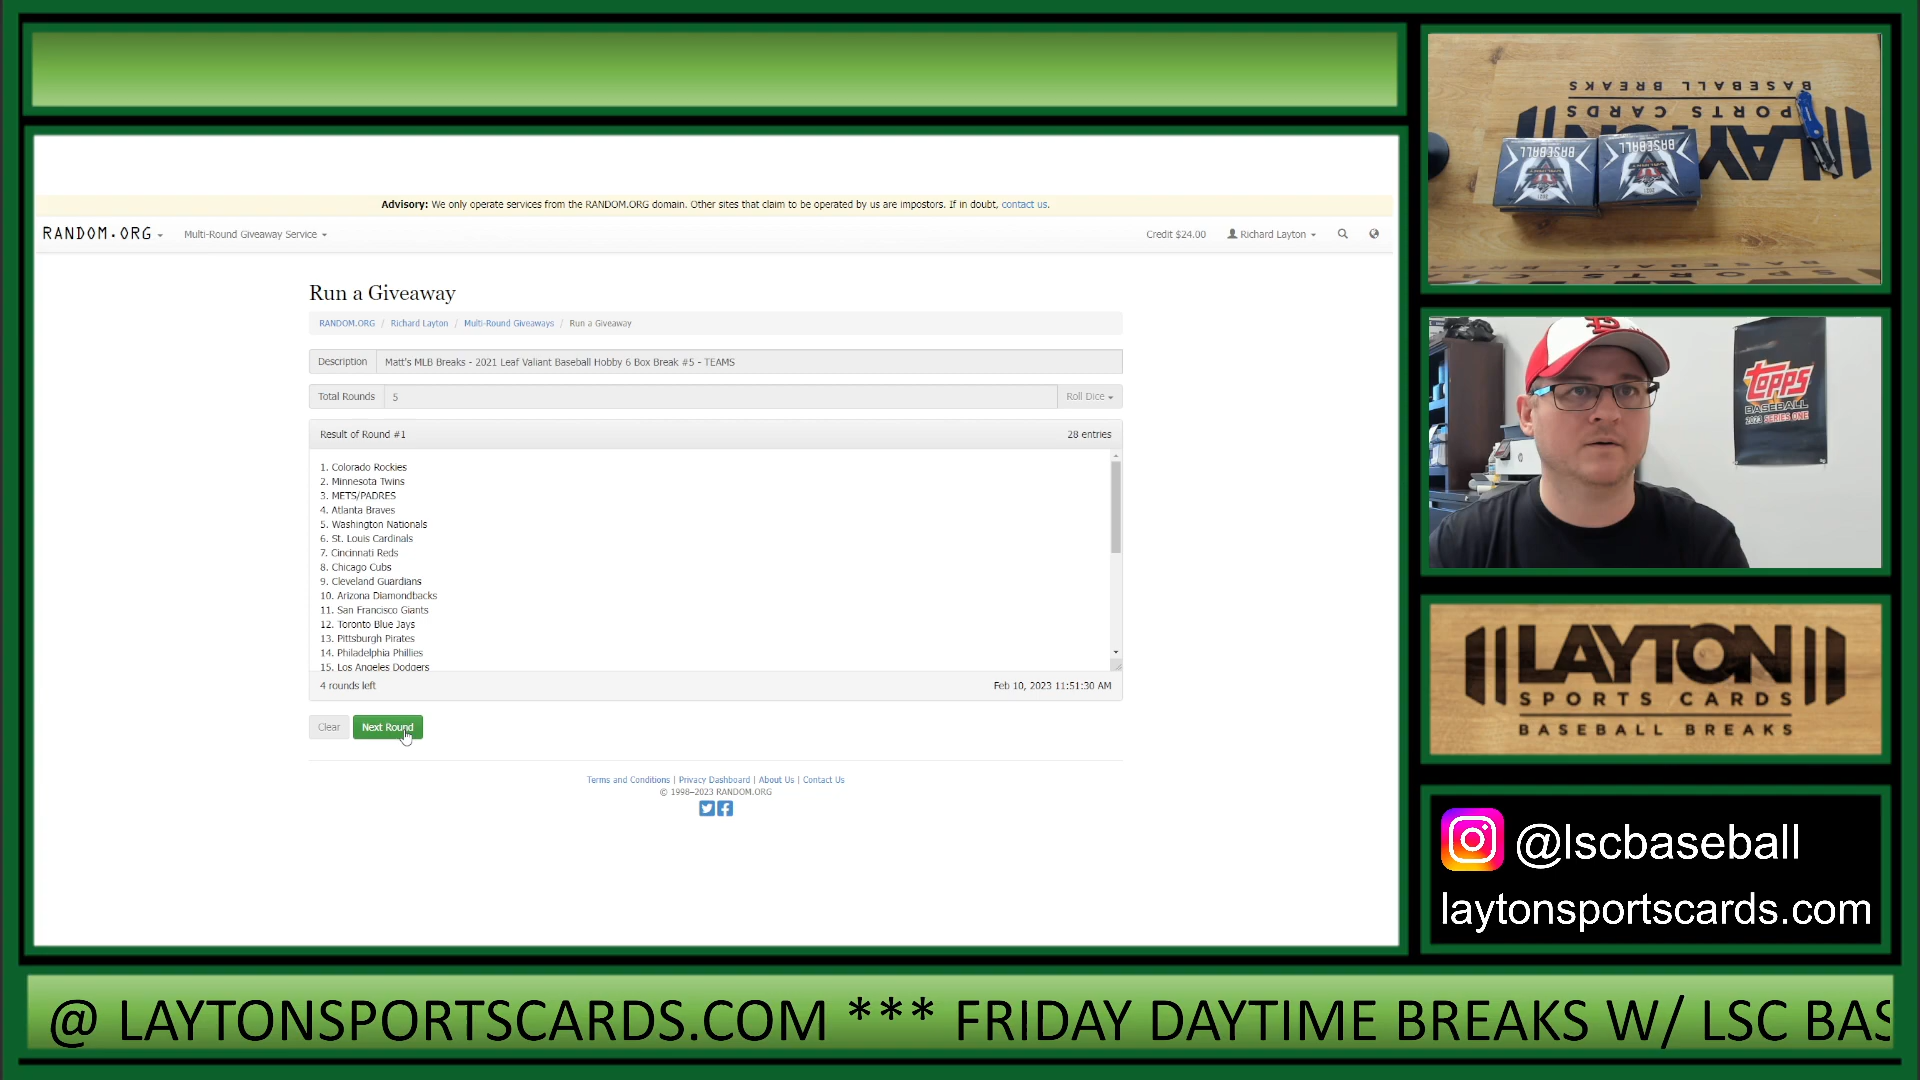 Advisory: We only operate services from the RANDOM.ORG domain. Other sites that claim to be operated by us are impostors. If in doubt, contact us.
RANDOM.ORG
Multi-Round Giveaway Service
Credit $24.00
Richard Layton
Run a Giveaway
RANDOM.ORG / Richard Layton / Multi-Round Giveaways / Run a Giveaway
Description Matt's MLB Breaks - 2021 Leaf Valiant Baseball Hobby 6 Box Break #5 - TEAMS
Total Rounds 5 Roll Dice
Result of Round #1 28 entries
1. Colorado Rockies
2. Minnesota Twins
3. METS/PADRES
4. Atlanta Braves
5. Washington Nationals
6. St. Louis Cardinals
7. Cincinnati Reds
8. Chicago Cubs
9. Cleveland Guardians
10. Arizona Diamondbacks
11. San Francisco Giants
12. Toronto Blue Jays
13. Pittsburgh Pirates
14. Philadelphia Phillies
15. Los Angeles Dodgers
4 rounds left Feb 10, 2023 11:51:30 AM
Clear Next Round
Terms and Conditions | Privacy Dashboard | About Us | Contact Us
© 1998–2023 RANDOM.ORG
BASEBALL BREAKS
SPORTS CARDS
LAYTON
BASEBALL
BASEBALL
topps
BASEBALL
2023 SERIES ONE
LAYTON
SPORTS CARDS
BASEBALL BREAKS
@lscbaseball
laytonsportscards.com
@ LAYTONSPORTSCARDS.COM *** FRIDAY DAYTIME BREAKS W/ LSC BAS